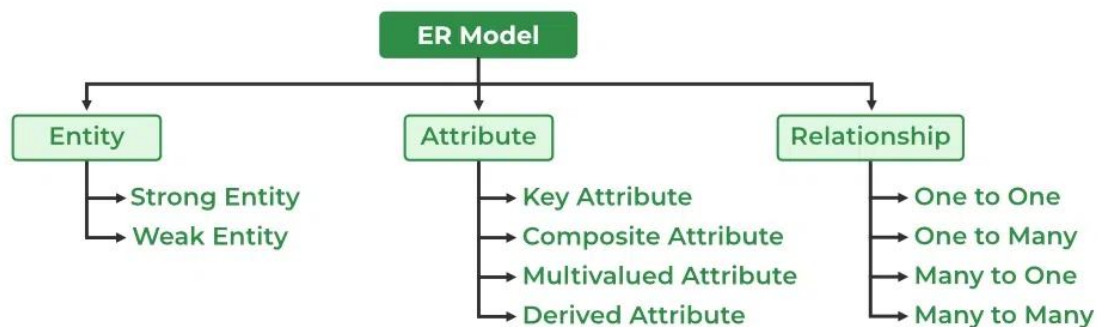 ER Model
Entity
Strong Entity
Weak Entity
Attribute
Key Attribute
Composite Attribute
Multivalued Attribute
Derived Attribute
Relationship
One to One
One to Many
Many to One
Many to Many